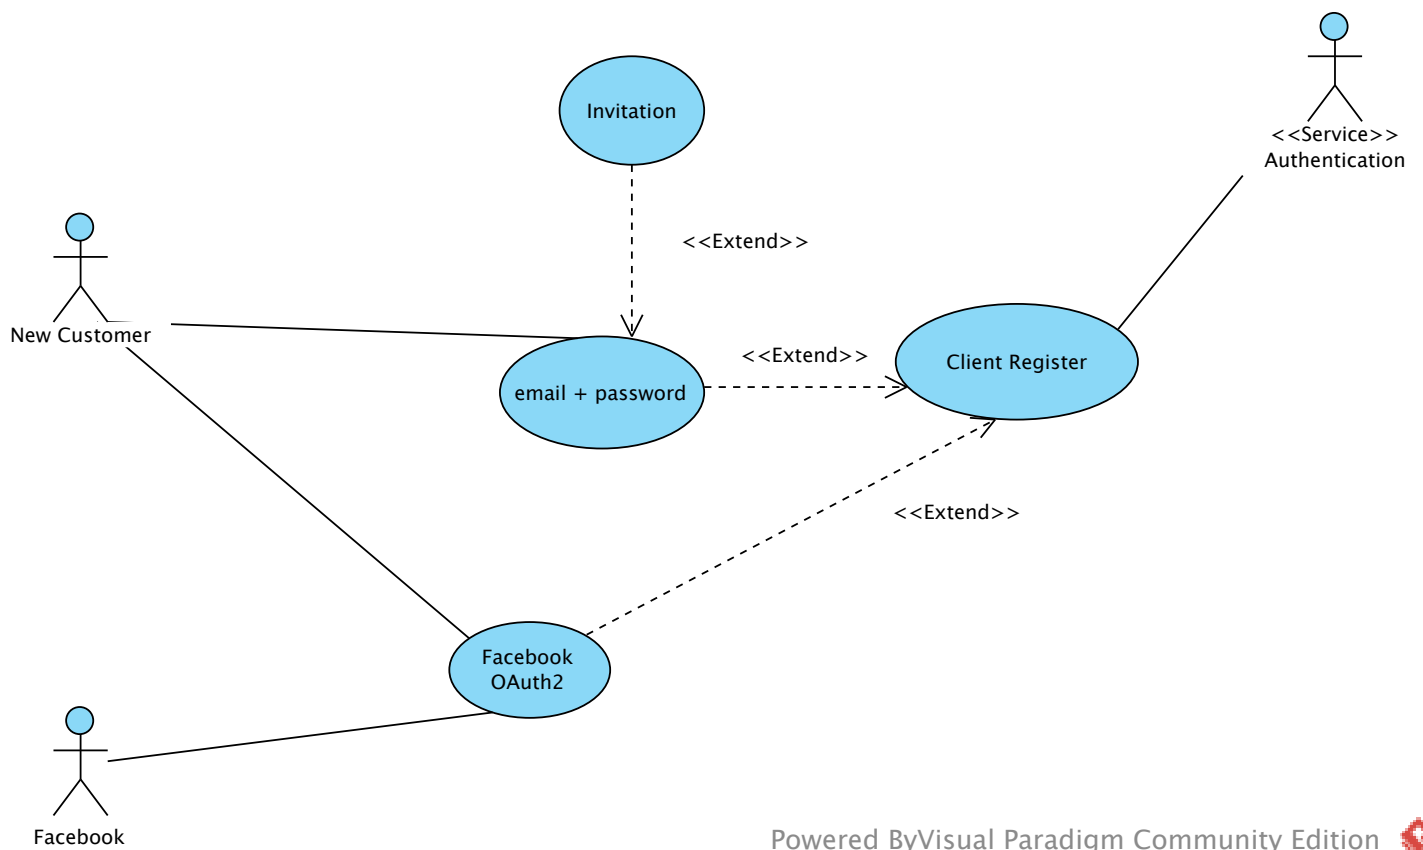 Invitation
<<Service>>
Authentication
<<Extend>>
New Customer
<<Extend>>
Client Register
email + password
<<Extend>>
Facebook
OAuth2
Facebook
Powered ByVisual Paradigm Community Edition